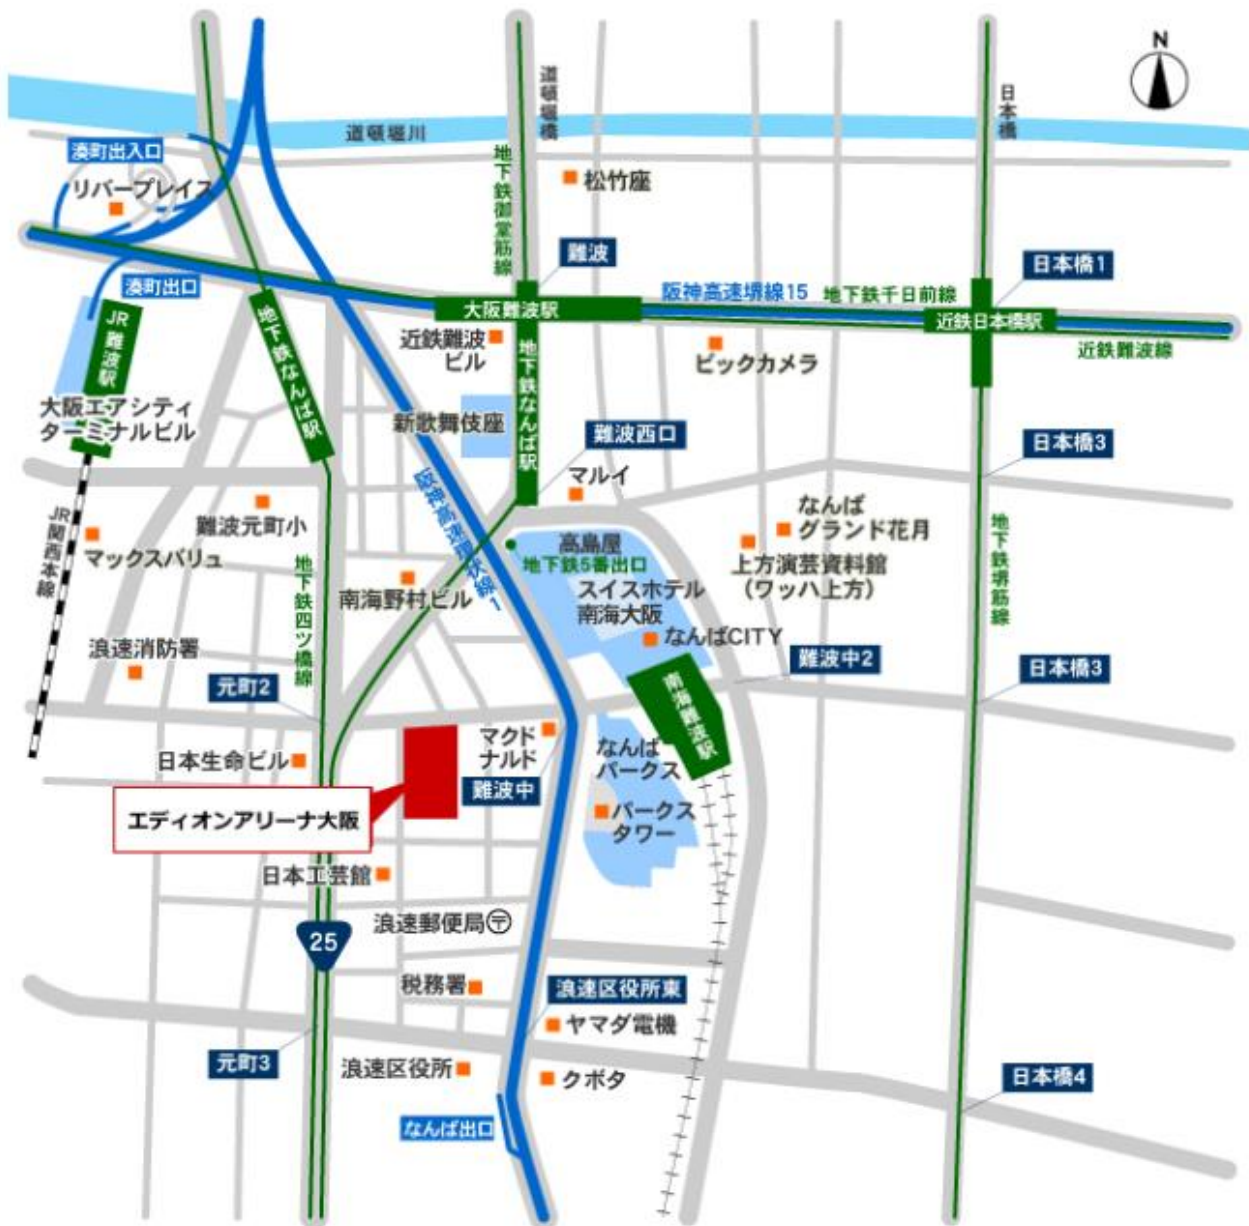 N
道頓堀橋
日本橋
道頓堀川
湊町出入口
リバープレイス
地下鉄御堂筋線
松竹座
難波
日本橋1
湊町出口
阪神高速堺線15
地下鉄千日前線
大阪難波駅
近鉄日本橋駅
近鉄難波線
JR難波駅
地下鉄なんば駅
近鉄難波
ビル
地下鉄なんば駅
ビックカメラ
大阪エアシティ
ターミナルビル
新歌舞伎座
難波西口
日本橋3
マルイ
難波元町小
なんば
グランド花月
JR関西本線
マックスバリュ
高島屋
地下鉄5番出口
上方演芸資料館
(ワッハ上方)
地下鉄堺筋線
地下鉄四ツ橋線
南海野村ビル
スイスホテル
南海大阪
なんばCITY
浪速消防署
難波中2
日本橋3
元町2
南海難波駅
マクド
ナルド
なんば
パークス
日本生命ビル
難波中
エディオンアリーナ大阪
パークス
タワー
日本工芸館
25
浪速郵便局〒
税務署
浪速区役所東
ヤマダ電機
元町3
浪速区役所
クボタ
日本橋4
なんば出口